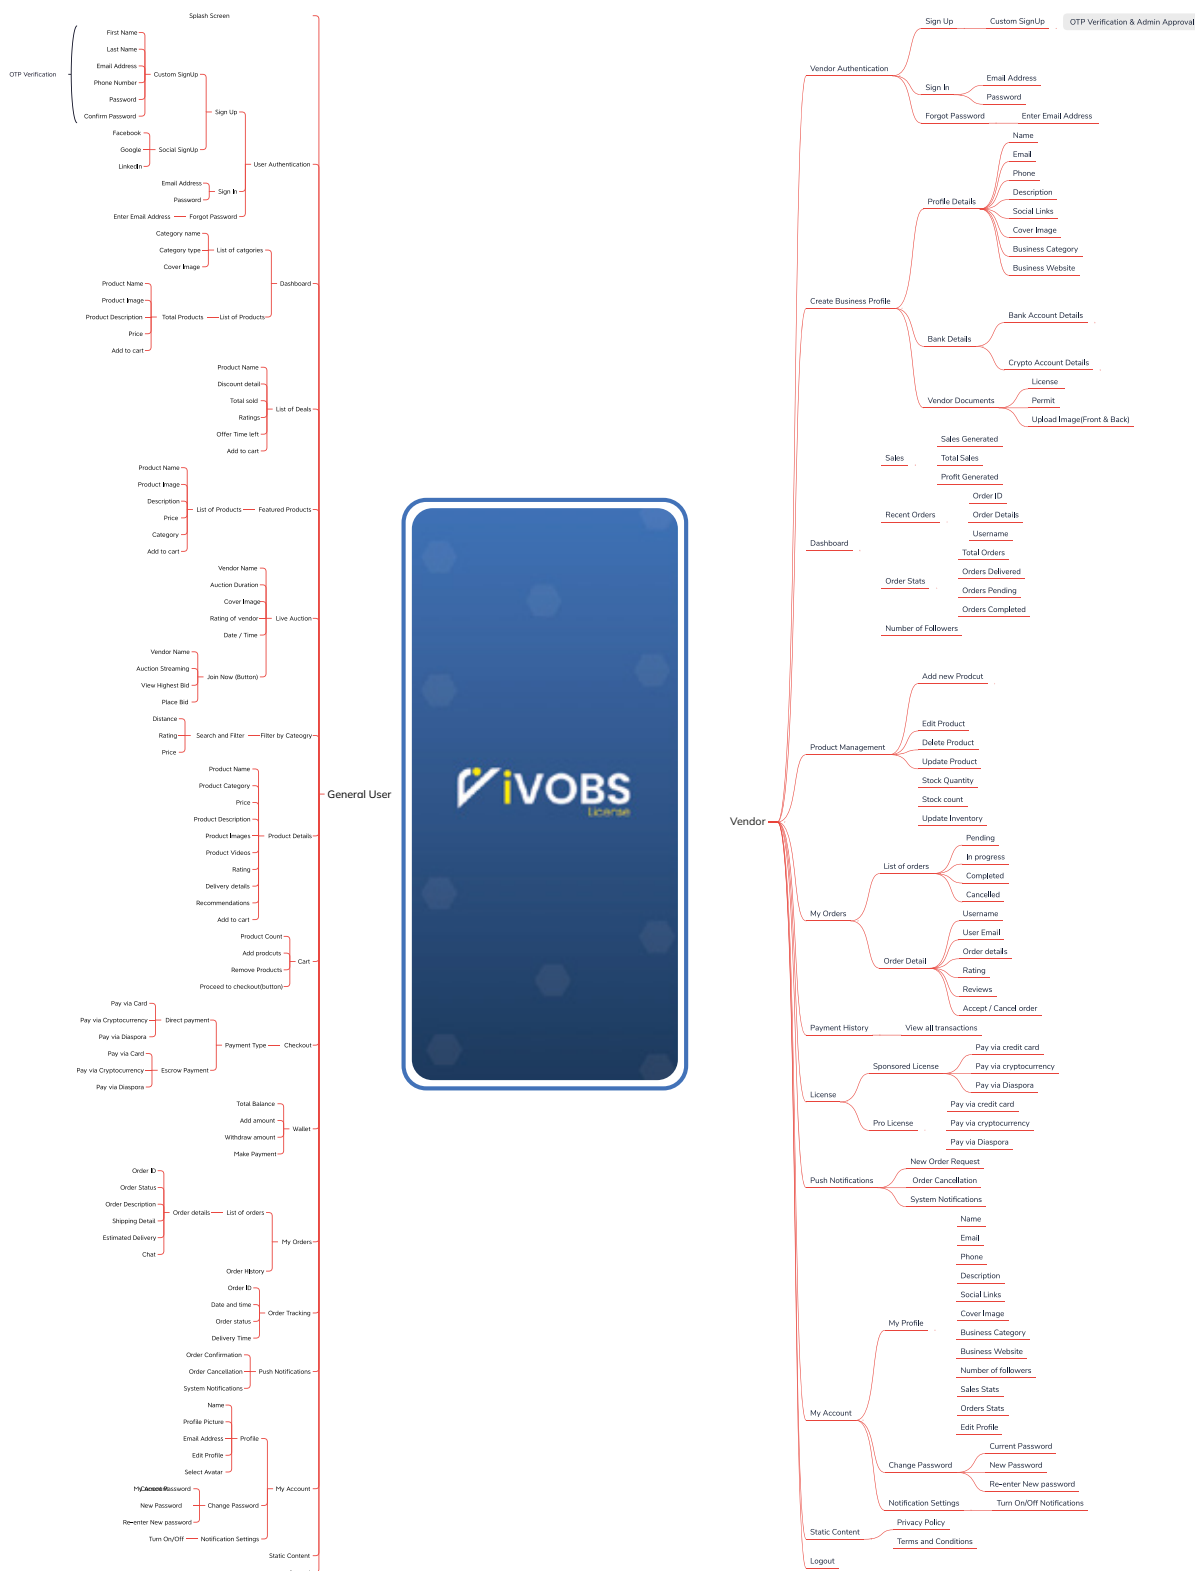 Splash Screen
First Name
Last Name
Email Address
Phone Number
Password
Confirm Password
OTP Verification
Custom SignUp
Facebook
Google
LinkedIn
Social SignUp
Sign Up
Email Address
Password
Sign In
Enter Email Address
Forgot Password
User Authentication
Category name
Category type
Cover Image
List of catgories
Product Name
Product Image
Product Description
Price
Add to cart
Total Products
List of Products
Dashboard
Product Name
Discount detail
Total sold
Ratings
Offer Time left
Add to cart
List of Deals
Product Name
Product Image
Description
Price
Category
Add to cart
List of Products
Featured Products
Vendor Name
Auction Duration
Cover Image
Rating of vendor
Date / Time
Live Auction
Vendor Name
Auction Streaming
View Highest Bid
Place Bid
Join Now (Button)
Distance
Rating
Price
Search and Filter
Filter by Cateogry
Product Name
Product Category
Price
Product Description
Product Images
Product Videos
Rating
Delivery details
Recommendations
Add to cart
Product Details
General User
Product Count
Add prodcuts
Remove Products
Proceed to checkout(button)
Cart
Pay via Card
Pay via Cryptocurrency
Pay via Diaspora
Direct payment
Pay via Card
Pay via Cryptocurrency
Pay via Diaspora
Escrow Payment
Payment Type
Checkout
Total Balance
Add amount
Withdraw amount
Make Payment
Wallet
Order ID
Order Status
Order Description
Shipping Detail
Estimated Delivery
Chat
Order details
List of orders
Order History
My Orders
Order ID
Date and time
Order status
Delivery Time
Order Tracking
Order Confirmation
Order Cancellation
System Notifications
Push Notifications
Name
Profile Picture
Email Address
Edit Profile
Select Avatar
Profile
My Account
Current Password
New Password
Re-enter New password
Change Password
Turn On/Off
Notification Settings
My Account
Static Content
iVOBS
License
Vendor
Vendor Authentication
Sign Up
Custom SignUp
OTP Verification & Admin Approval
Sign In
Email Address
Password
Forgot Password
Enter Email Address
Create Business Profile
Profile Details
Name
Email
Phone
Description
Social Links
Cover Image
Business Category
Business Website
Bank Details
Bank Account Details
Crypto Account Details
Vendor Documents
License
Permit
Upload Image(Front & Back)
Dashboard
Sales
Sales Generated
Total Sales
Profit Generated
Recent Orders
Order ID
Order Details
Username
Order Stats
Total Orders
Orders Delivered
Orders Pending
Orders Completed
Number of Followers
Product Management
Add new Prodcut
Edit Product
Delete Product
Update Product
Stock Quantity
Stock count
Update Inventory
My Orders
List of orders
Pending
In progress
Completed
Cancelled
Order Detail
Username
User Email
Order details
Rating
Reviews
Accept / Cancel order
Payment History
View all transactions
License
Sponsored License
Pay via credit card
Pay via cryptocurrency
Pay via Diaspora
Pro License
Pay via credit card
Pay via cryptocurrency
Pay via Diaspora
Push Notifications
New Order Request
Order Cancellation
System Notifications
My Account
My Profile
Name
Email
Phone
Description
Social Links
Cover Image
Business Category
Business Website
Number of followers
Sales Stats
Orders Stats
Edit Profile
Change Password
Current Password
New Password
Re-enter New password
Notification Settings
Turn On/Off Notifications
Static Content
Privacy Policy
Terms and Conditions
Logout